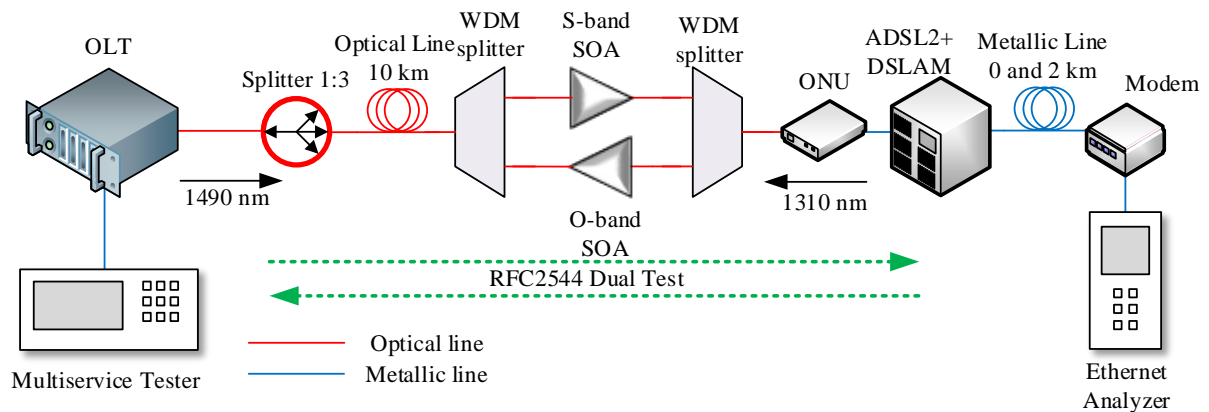 OLT
Splitter 1:3
Optical Line
10 km
WDM
splitter
S-band
SOA
WDM
splitter
ONU
ADSL2+
DSLAM
Metallic Line
0 and 2 km
Modem
1490 nm
O-band
SOA
1310 nm
RFC2544 Dual Test
Optical line
Metallic line
Multiservice Tester
Ethernet
Analyzer